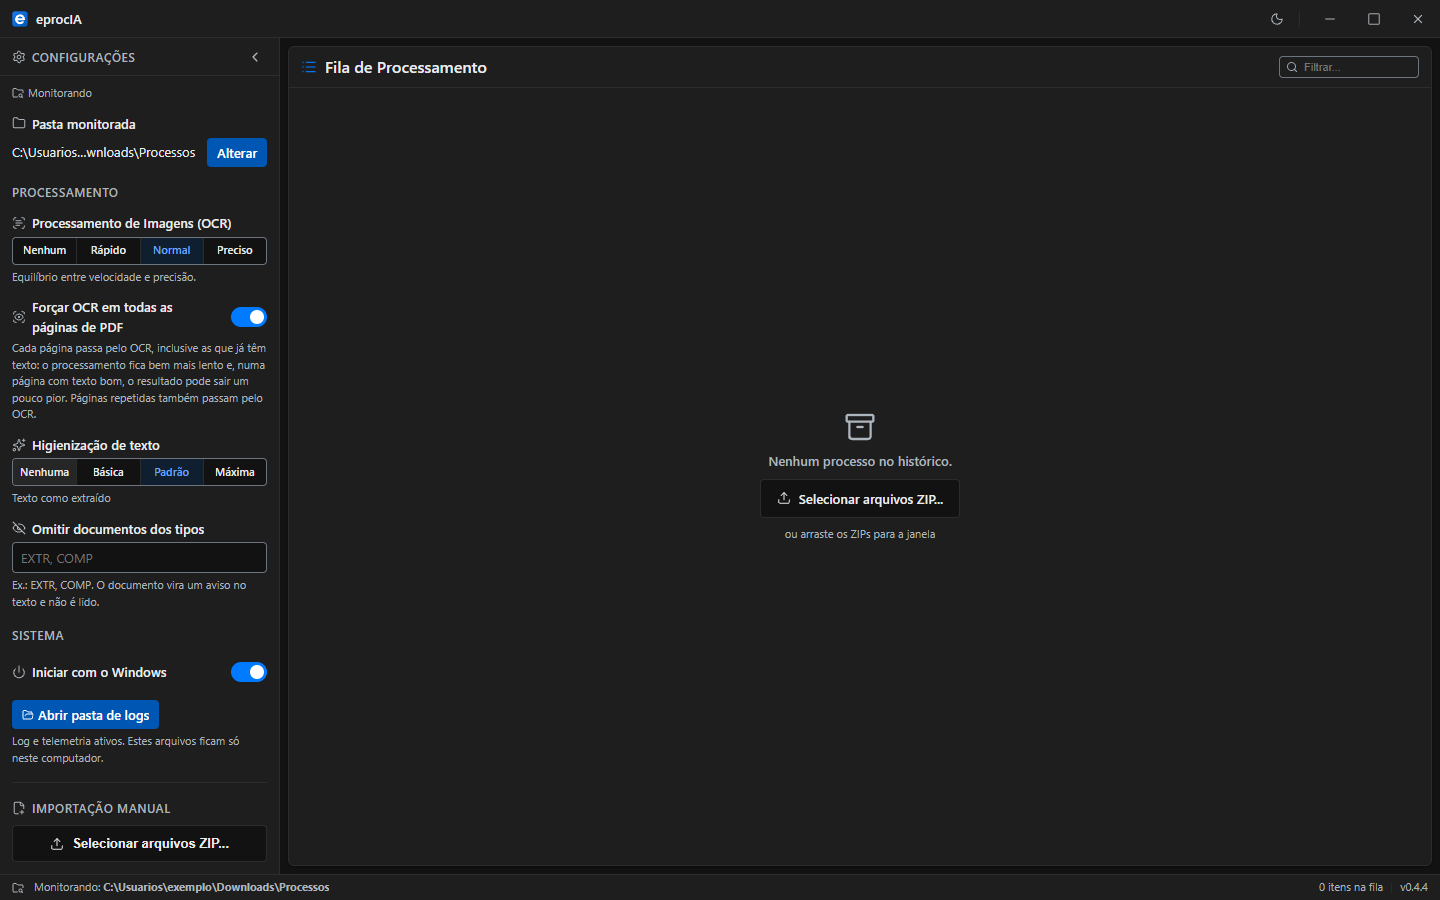 eprocIA
CONFIGURAÇÕES
Monitorando
Pasta monitorada
C:\Usuarios...wnloads\Processos
Alterar
PROCESSAMENTO
Processamento de Imagens (OCR)
Nenhum Rápido Normal Preciso
Equilíbrio entre velocidade e precisão.
Forçar OCR em todas as
páginas de PDF
Cada página passa pelo OCR, inclusive as que já têm
texto: o processamento fica bem mais lento e, numa
página com texto bom, o resultado pode sair um
pouco pior. Páginas repetidas também passam pelo
OCR.
Higienização de texto
Nenhuma Básica Padrão Máxima
Texto como extraído
Omitir documentos dos tipos
EXTR, COMP
Ex.: EXTR, COMP. O documento vira um aviso no
texto e não é lido.
SISTEMA
Iniciar com o Windows
Abrir pasta de logs
Log e telemetria ativos. Estes arquivos ficam só
neste computador.
IMPORTAÇÃO MANUAL
Selecionar arquivos ZIP...
Fila de Processamento
Filtrar...
Nenhum processo no histórico.
Selecionar arquivos ZIP...
ou arraste os ZIPs para a janela
Monitorando: C:\Usuarios\exemplo\Downloads\Processos
0 itens na fila
v0.4.4